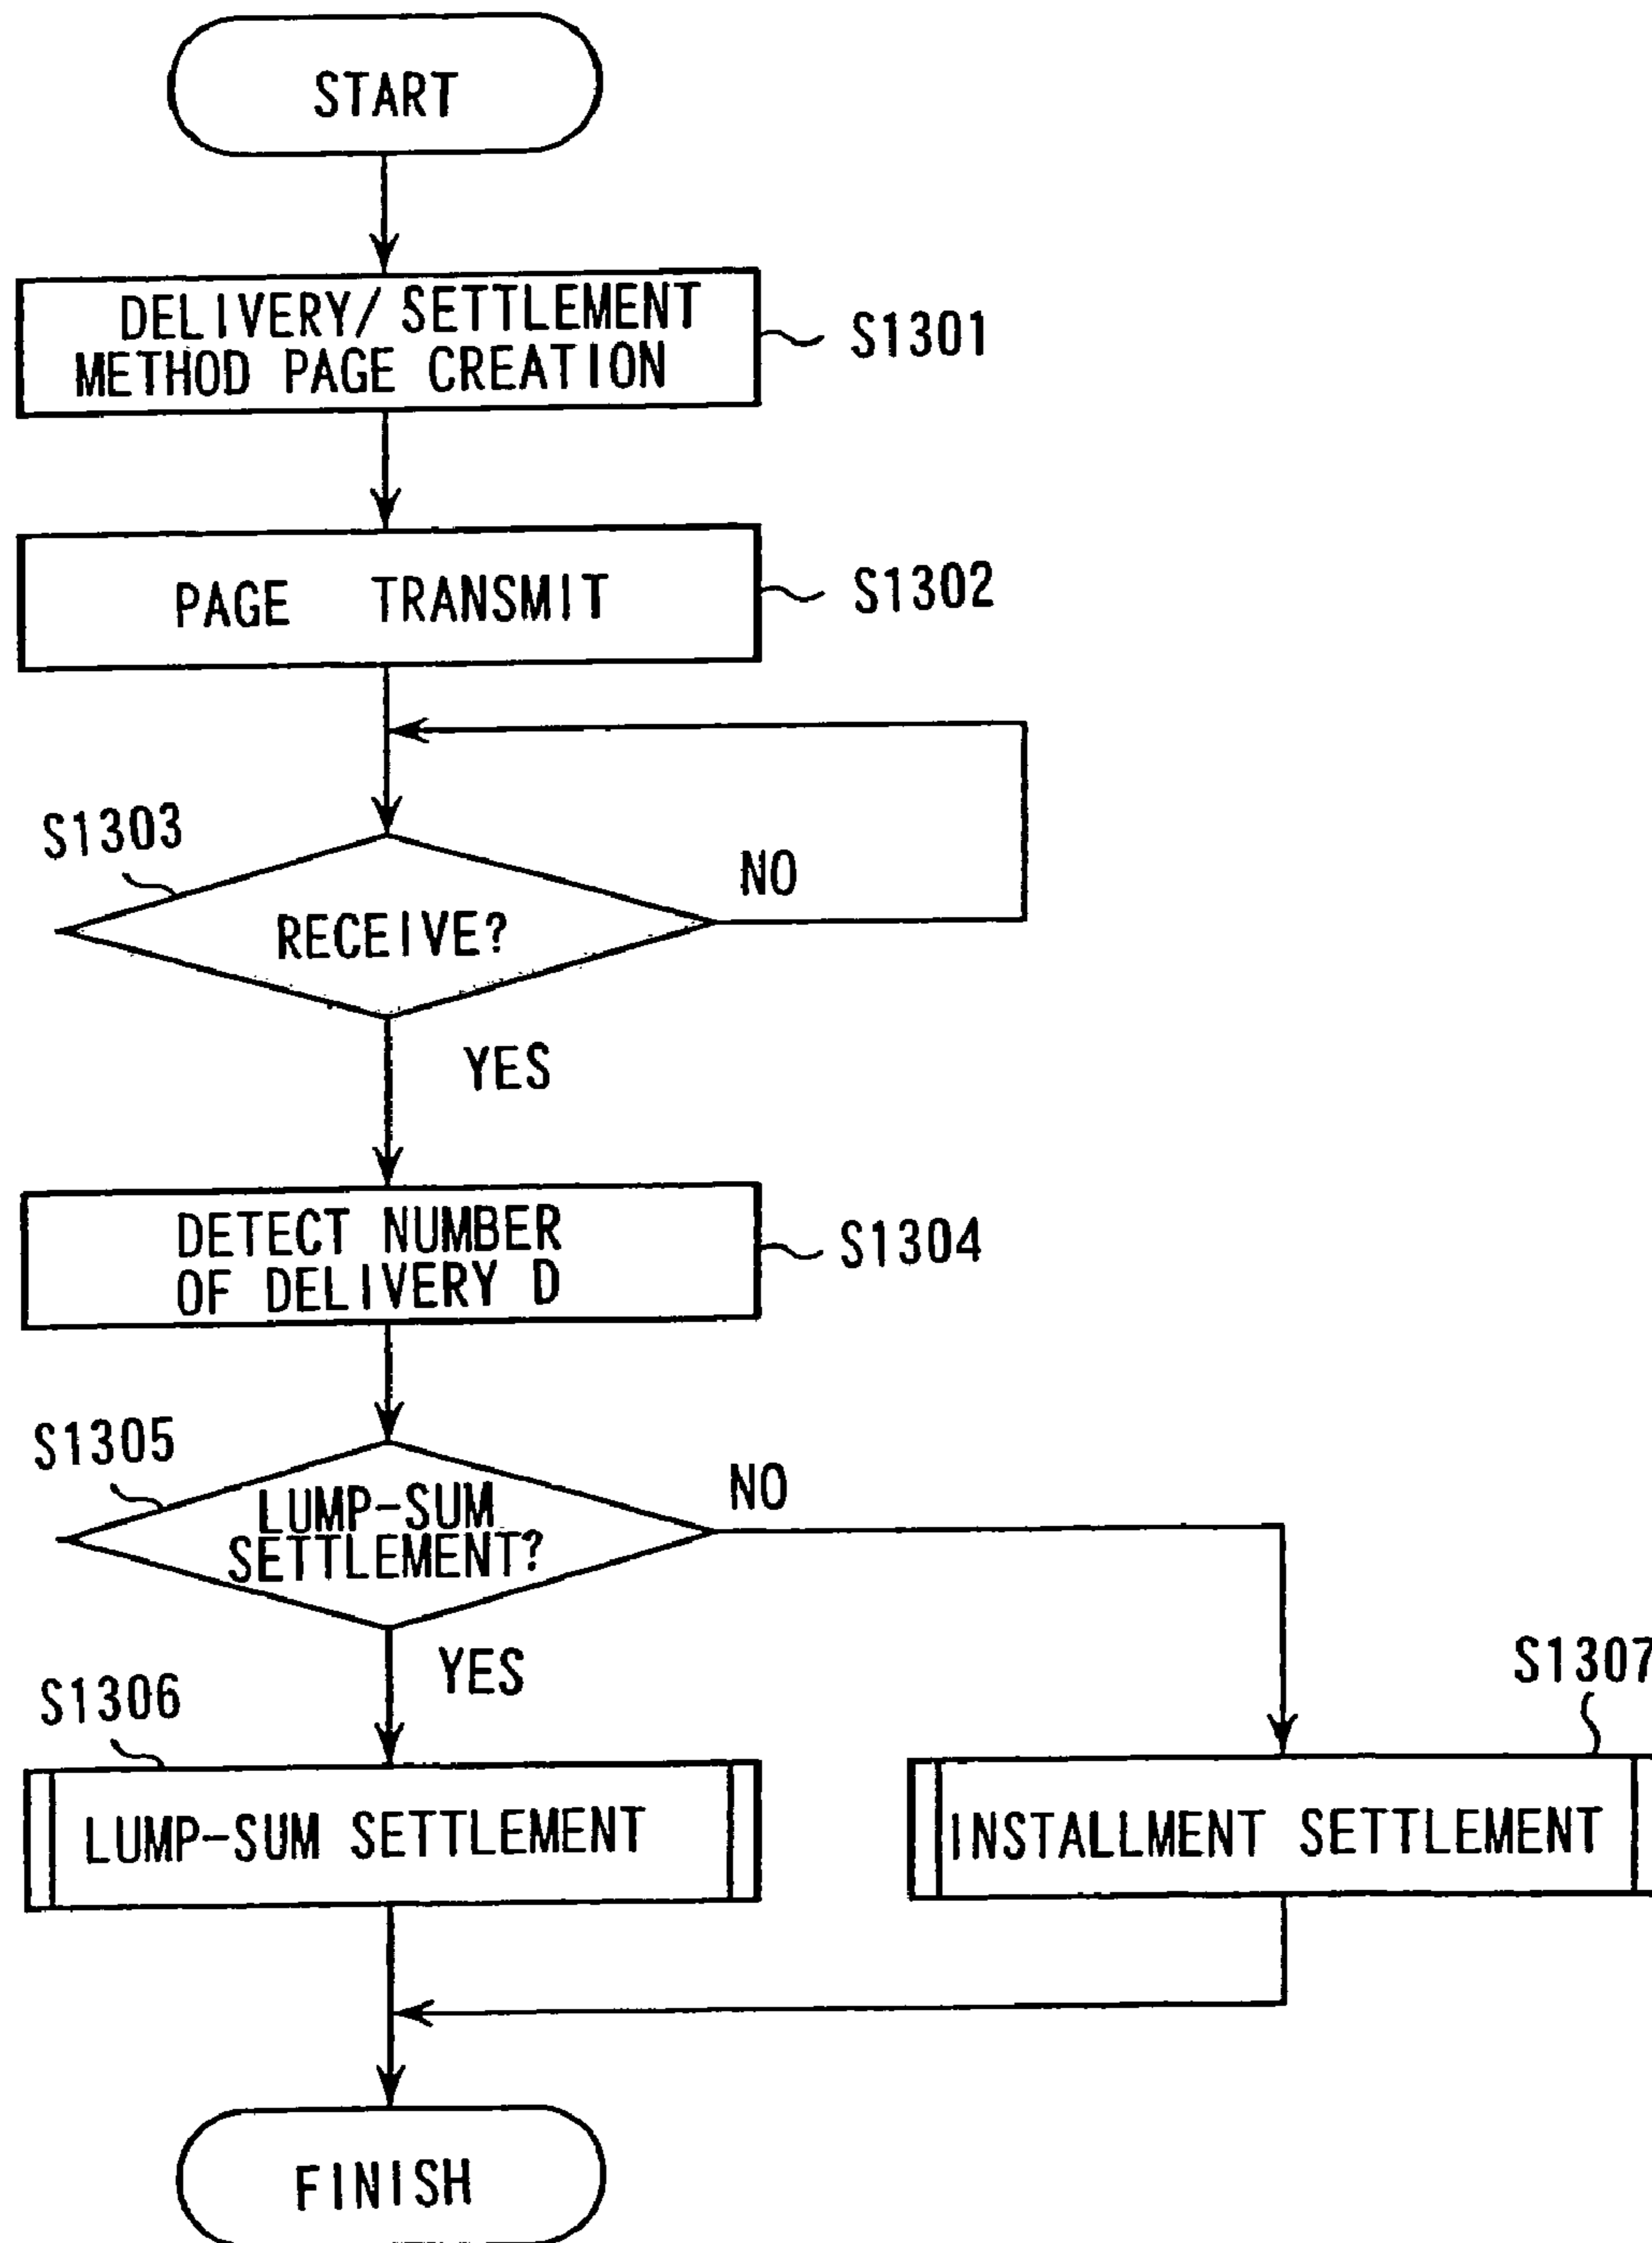 START
DELIVERY/ SETTLEMENT
METHOD PAGE CREATION
S1301
PAGE TRANSMIT
S1302
S1303
NO
RECEIVE?
YES
DETECT NUMBER
OF DELIVERY D
S1304
S1305
NO
LUMP-SUM
SETTLEMENT?
YES
S1306
S1307
LUMP-SUM SETTLEMENT
INSTALLMENT SETTLEMENT
FINISH